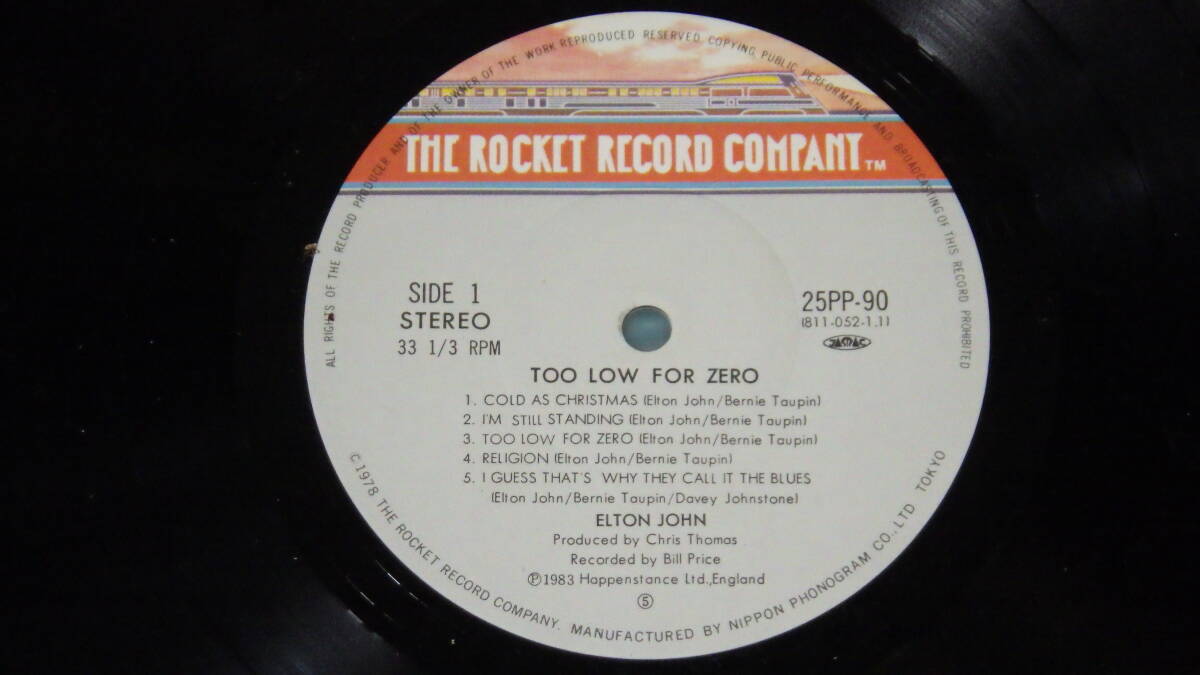 ALL RIGHTS OF THE RECORD PRODUCER AND OF THE OWNER OF THE WORK REPRODUCED RESERVED. COPYING, PUBLIC PERFORMANCE AND BROADCASTING OF THIS RECORD PROHIBITED
THE ROCKET RECORD COMPANY TM
SIDE 1
STEREO
33 1/3 RPM
25PP-90
(811-052-1.1)
JASRAC
TOO LOW FOR ZERO
1. COLD AS CHRISTMAS (Elton John/Bernie Taupin)
2. I'M STILL STANDING (Elton John/Bernie Taupin)
3. TOO LOW FOR ZERO (Elton John/Bernie Taupin)
4. RELIGION (Elton John/Bernie Taupin)
5. I GUESS THAT'S WHY THEY CALL IT THE BLUES
(Elton John/Bernie Taupin/Davey Johnstone)
ELTON JOHN
Produced by Chris Thomas
Recorded by Bill Price
Ⓟ1983 Happenstance Ltd.,England
⑤
C 1978 THE ROCKET RECORD COMPANY. MANUFACTURED BY NIPPON PHONOGRAM CO., LTD. TOKYO